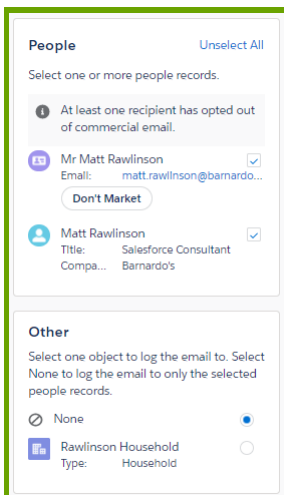 People Unselect All
Select one or more people records.
At least one recipient has opted out
of commercial email.
Mr Matt Rawlinson
Email: matt.rawlinson@barnardo...
Don't Market
Matt Rawlinson
Title: Salesforce Consultant
Compa... Barnardo's
Other
Select one object to log the email to. Select
None to log the email to only the selected
people records.
None
Rawlinson Household
Type: Household